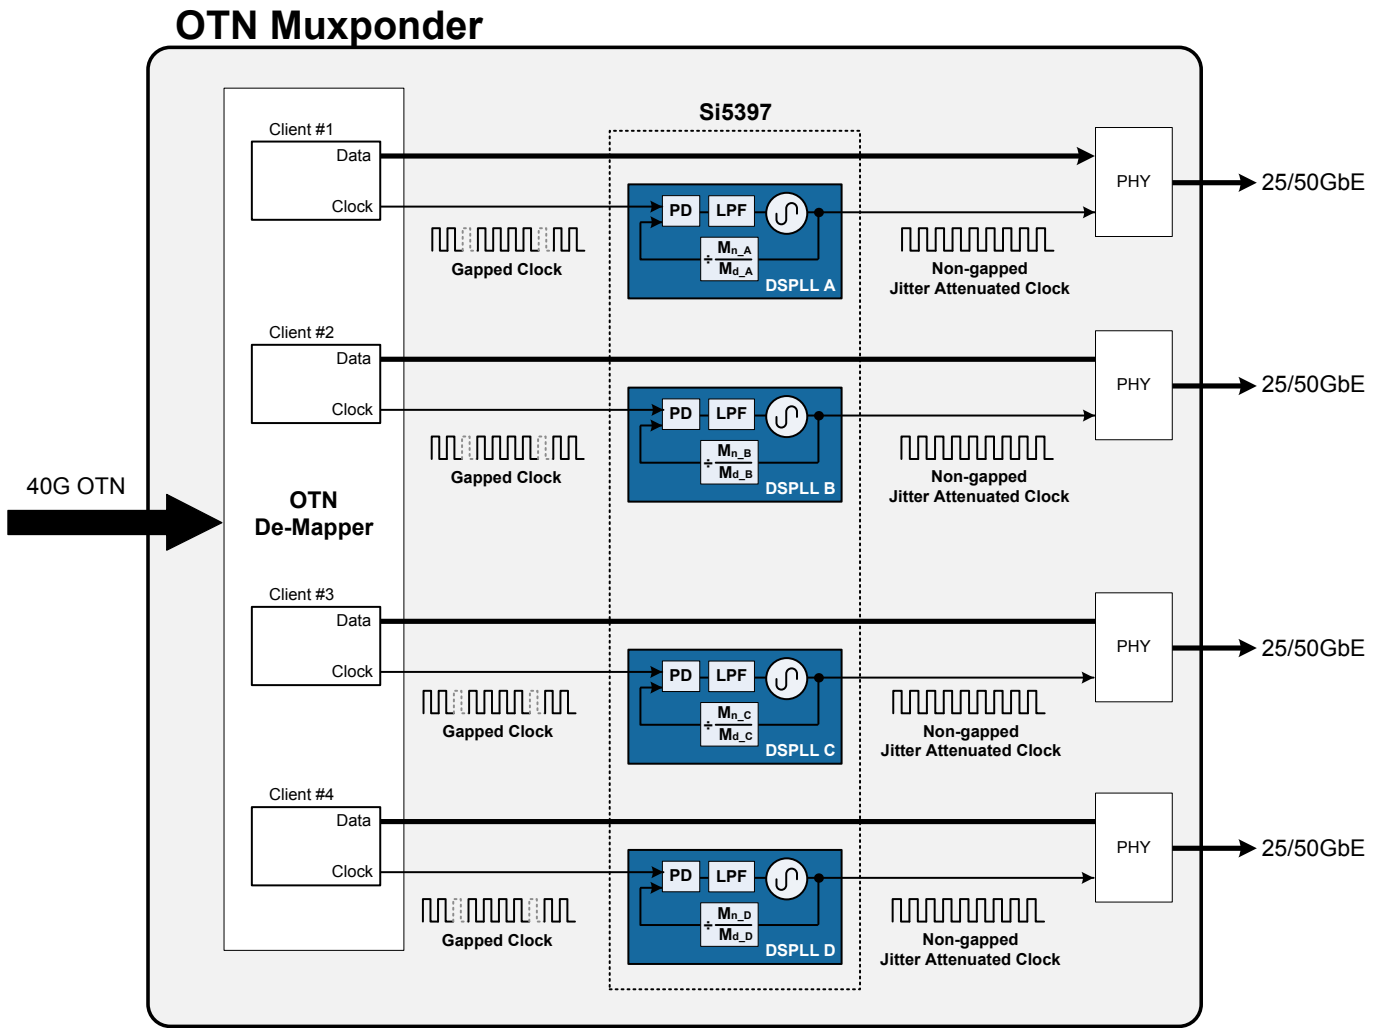 OTN Muxponder
Si5397
Client #1
Data
Clock
Gapped Clock
PD
LPF
÷ Mn_A
Md_A
DSPLL A
Non-gapped
Jitter Attenuated Clock
PHY
25/50GbE
Client #2
Data
Clock
Gapped Clock
PD
LPF
÷ Mn_B
Md_B
DSPLL B
Non-gapped
Jitter Attenuated Clock
PHY
25/50GbE
40G OTN
OTN
De-Mapper
Client #3
Data
Clock
Gapped Clock
PD
LPF
÷ Mn_C
Md_C
DSPLL C
Non-gapped
Jitter Attenuated Clock
PHY
25/50GbE
Client #4
Data
Clock
Gapped Clock
PD
LPF
÷ Mn_D
Md_D
DSPLL D
Non-gapped
Jitter Attenuated Clock
PHY
25/50GbE